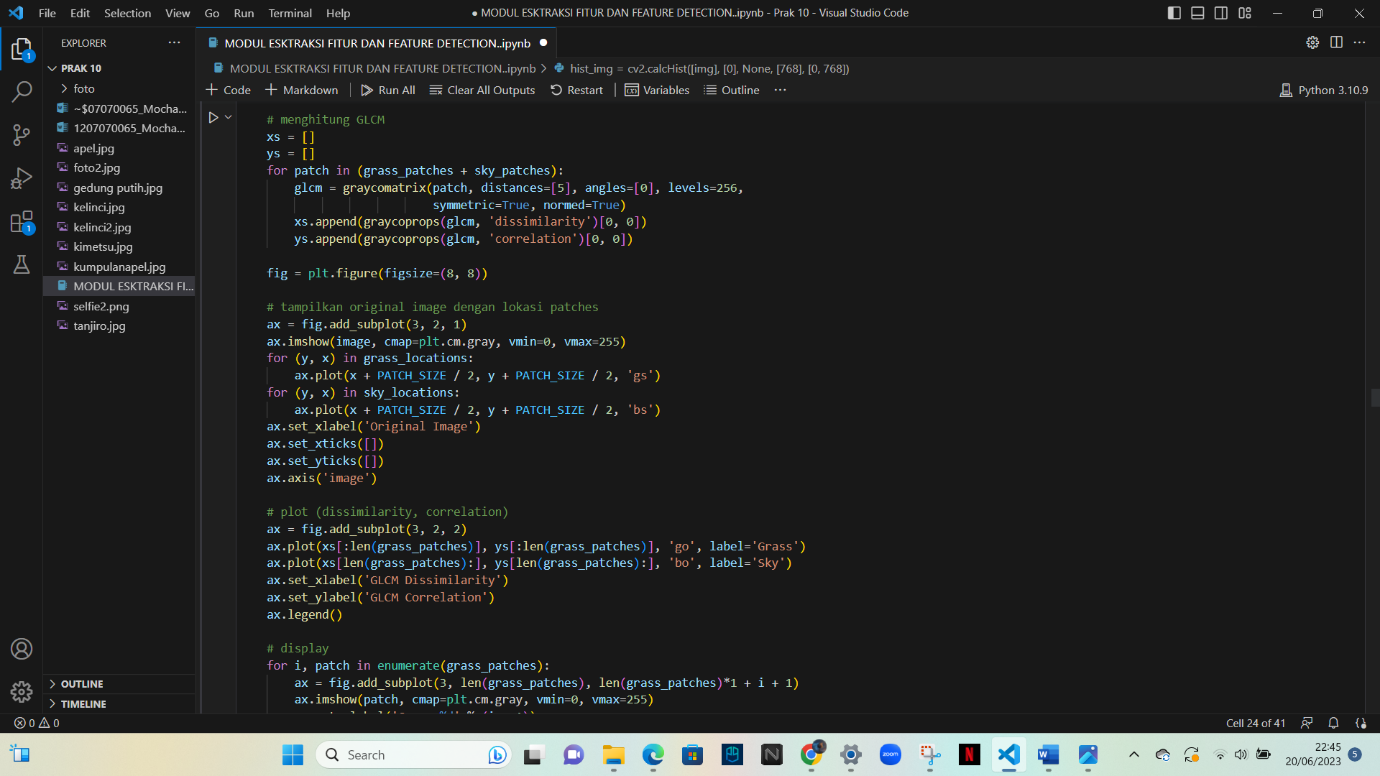 File Edit Selection View Go Run Terminal Help
● MODUL ESKTRAKSI FITUR DAN FEATURE DETECTION..ipynb - Prak 10 - Visual Studio Code
EXPLORER
PRAK 10
foto
~$07070065_Mocha...
1207070065_Mocha...
apel.jpg
foto2.jpg
gedung putih.jpg
kelinci.jpg
kelinci2.jpg
kimetsu.jpg
kumpulanapel.jpg
MODUL ESKTRAKSI FI...
selfie2.png
tanjiro.jpg
OUTLINE
TIMELINE
MODUL ESKTRAKSI FITUR DAN FEATURE DETECTION..ipynb ●
MODUL ESKTRAKSI FITUR DAN FEATURE DETECTION..ipynb > hist_img = cv2.calcHist([img], [0], None, [768], [0, 768])
+ Code + Markdown Run All Clear All Outputs Restart Variables Outline ... Python 3.10.9
# menghitung GLCM
xs = []
ys = []
for patch in (grass_patches + sky_patches):
    glcm = graycomatrix(patch, distances=[5], angles=[0], levels=256,
                        symmetric=True, normed=True)
    xs.append(graycoprops(glcm, 'dissimilarity')[0, 0])
    ys.append(graycoprops(glcm, 'correlation')[0, 0])
fig = plt.figure(figsize=(8, 8))
# tampilkan original image dengan lokasi patches
ax = fig.add_subplot(3, 2, 1)
ax.imshow(image, cmap=plt.cm.gray, vmin=0, vmax=255)
for (y, x) in grass_locations:
    ax.plot(x + PATCH_SIZE / 2, y + PATCH_SIZE / 2, 'gs')
for (y, x) in sky_locations:
    ax.plot(x + PATCH_SIZE / 2, y + PATCH_SIZE / 2, 'bs')
ax.set_xlabel('Original Image')
ax.set_xticks([])
ax.set_yticks([])
ax.axis('image')
# plot (dissimilarity, correlation)
ax = fig.add_subplot(3, 2, 2)
ax.plot(xs[:len(grass_patches)], ys[:len(grass_patches)], 'go', label='Grass')
ax.plot(xs[len(grass_patches):], ys[len(grass_patches):], 'bo', label='Sky')
ax.set_xlabel('GLCM Dissimilarity')
ax.set_ylabel('GLCM Correlation')
ax.legend()
# display
for i, patch in enumerate(grass_patches):
    ax = fig.add_subplot(3, len(grass_patches), len(grass_patches)*1 + i + 1)
    ax.imshow(patch, cmap=plt.cm.gray, vmin=0, vmax=255)
0 0
Cell 24 of 41
Search
zoom
22:45
20/06/2023
5